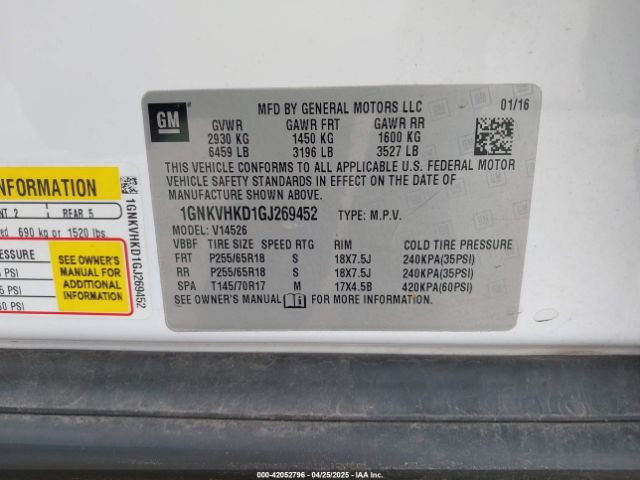 GM
MFD BY GENERAL MOTORS LLC 01/16
GVWR GAWR FRT GAWR RR
2930 KG 1450 KG 1600 KG
6459 LB 3196 LB 3527 LB
THIS VEHICLE CONFORMS TO ALL APPLICABLE U.S. FEDERAL MOTOR
VEHICLE SAFETY STANDARDS IN EFFECT ON THE DATE OF
MANUFACTURE SHOWN ABOVE.
1GNKVHKD1GJ269452 TYPE: M.P.V.
MODEL: V14526
VBBF TIRE SIZE SPEED RTG RIM COLD TIRE PRESSURE
FRT P255/65R18 S 18X7.5J 240KPA(35PSI)
RR P255/65R18 S 18X7.5J 240KPA(35PSI)
SPA T145/70R17 M 17X4.5B 420KPA(60PSI)
SEE OWNER'S MANUAL FOR MORE INFORMATION.
INFORMATION
2 REAR 5
690 kg or 1520 lbs.
SEE OWNER'S
MANUAL FOR
ADDITIONAL
INFORMATION
PSI
PSI
PSI
1GNKVHKD1GJ269452
000-42052796 - 04/25/2025 - IAAI.COM